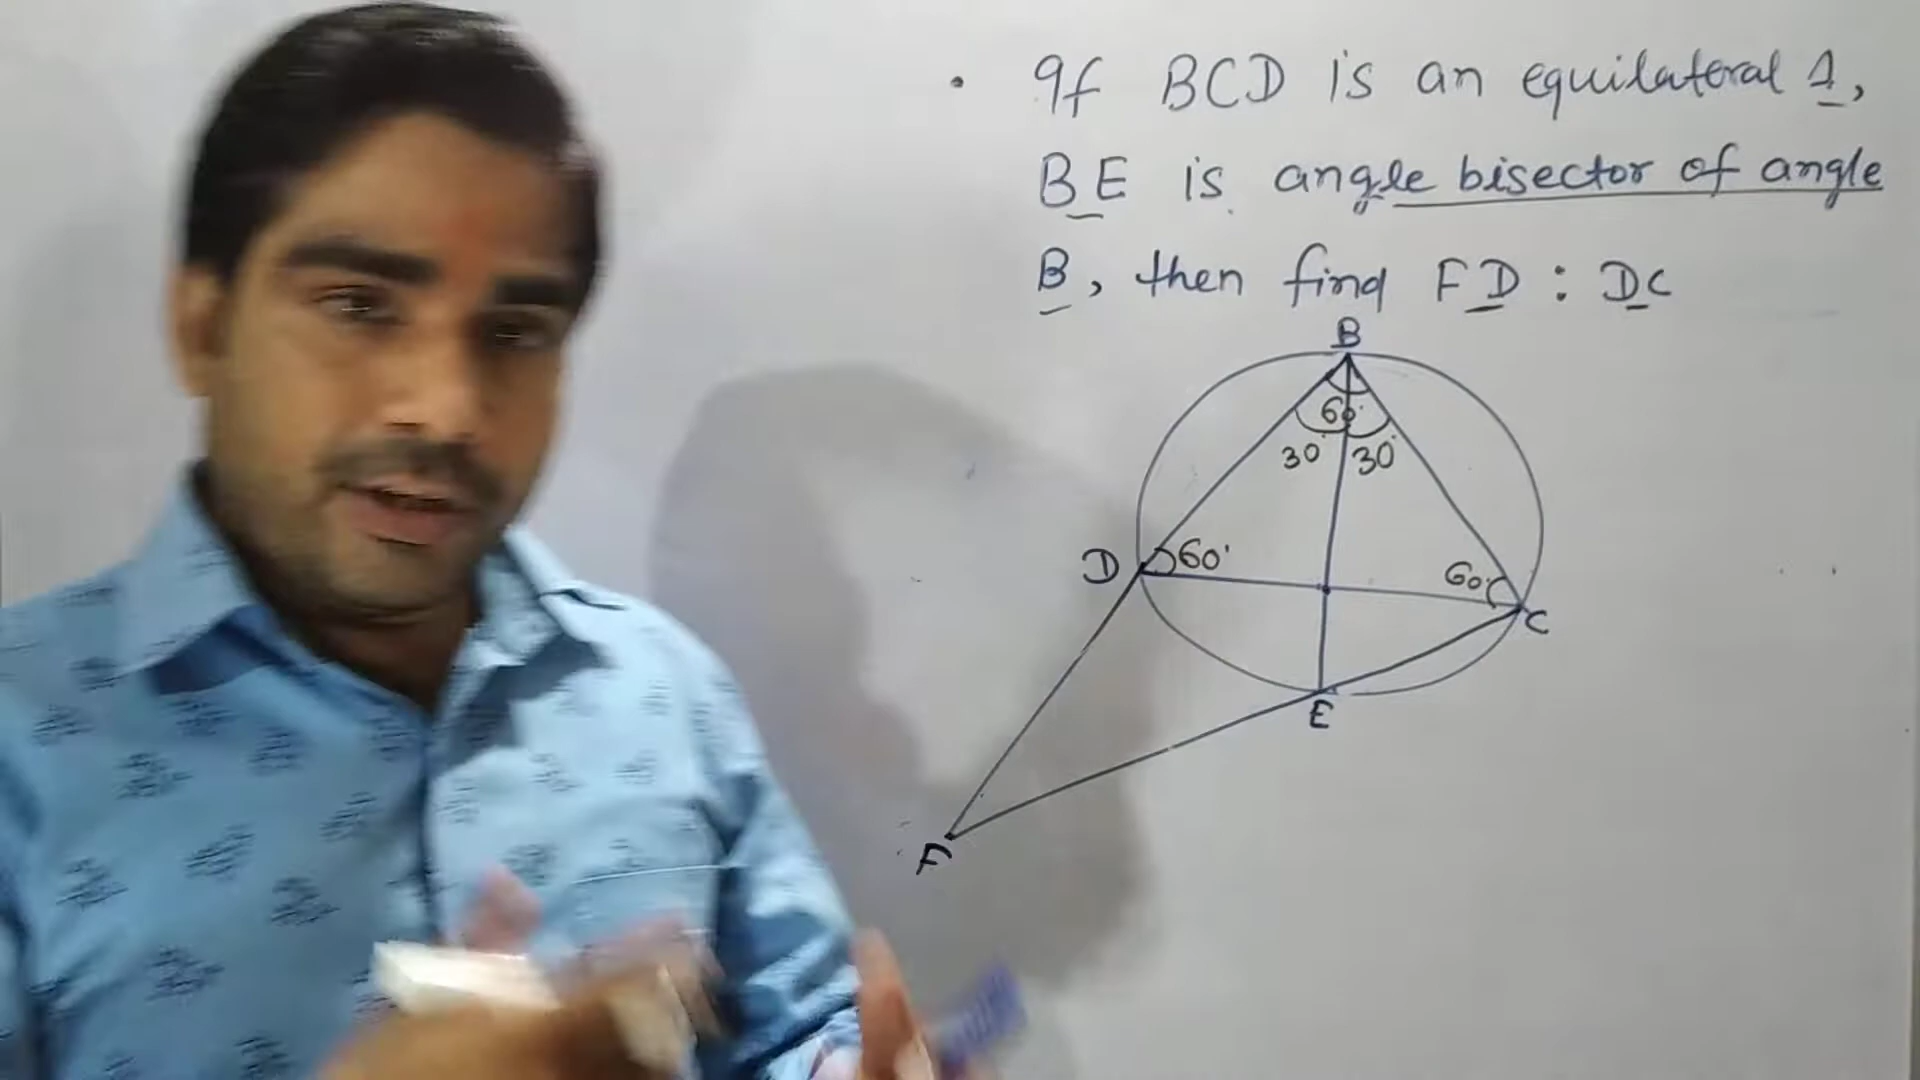 • If BCD is an equilateral Δ,
BE is angle bisector of angle
B, then find FD : DC
B
60°
30° 30°
D 60° 60° C
E
F